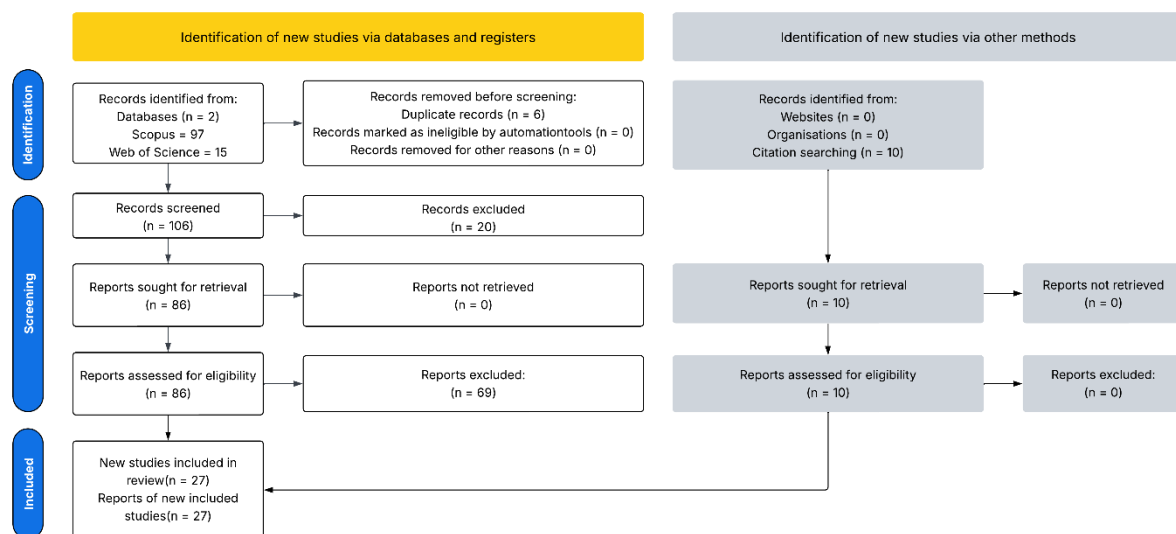 Identification of new studies via databases and registers
Identification of new studies via other methods
Identification
Records identified from:
Databases (n = 2)
Scopus = 97
Web of Science = 15
Records removed before screening:
Duplicate records (n = 6)
Records marked as ineligible by automationtools (n = 0)
Records removed for other reasons (n = 0)
Records identified from:
Websites (n = 0)
Organisations (n = 0)
Citation searching (n = 10)
Screening
Records screened
(n = 106)
Records excluded
(n = 20)
Reports sought for retrieval
(n = 86)
Reports not retrieved
(n = 0)
Reports sought for retrieval
(n = 10)
Reports not retrieved
(n = 0)
Reports assessed for eligibility
(n = 86)
Reports excluded:
(n = 69)
Reports assessed for eligibility
(n = 10)
Reports excluded:
(n = 0)
Included
New studies included in
review(n = 27)
Reports of new included
studies(n = 27)